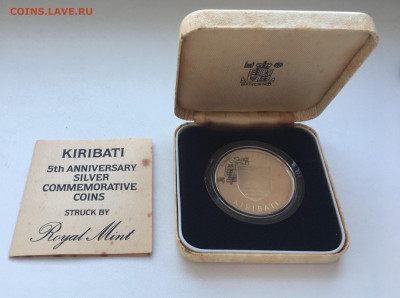 COINS.LAVE.RU
KIRIBATI
5th ANNIVERSARY
SILVER
COMMEMORATIVE
COINS
STRUCK BY
Royal Mint
KIRIBATI